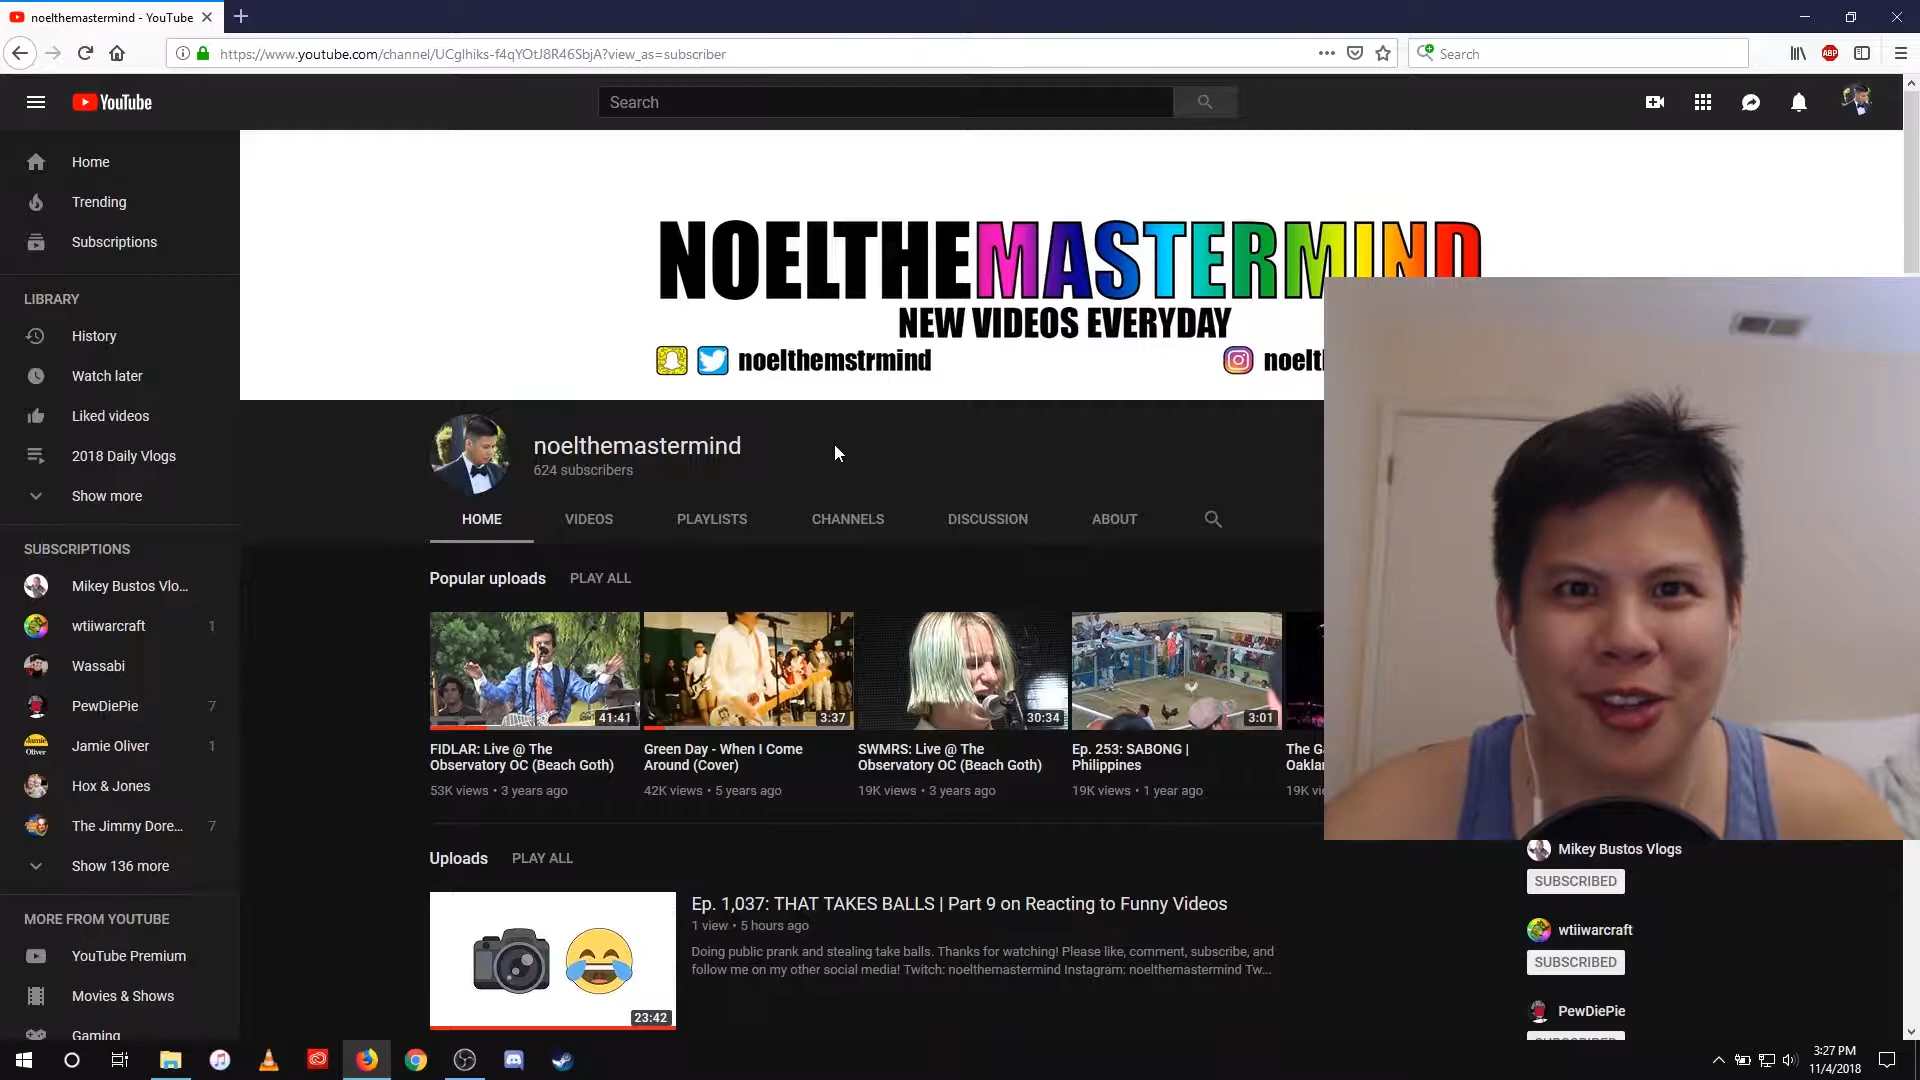 noelthemastermind - YouTube
https://www.youtube.com/channel/UCglhiks-f4qYOtJ8R46SbjA?view_as=subscriber
Search
ABP
YouTube
Search
Home
Trending
Subscriptions
LIBRARY
History
Watch later
Liked videos
2018 Daily Vlogs
Show more
SUBSCRIPTIONS
Mikey Bustos Vlo...
wtiiwarcraft 1
Wassabi
PewDiePie 7
Jamie Oliver 1
Hox & Jones
The Jimmy Dore... 7
Show 136 more
MORE FROM YOUTUBE
YouTube Premium
Movies & Shows
Gaming
NOELTHEMASTERMIND
NEW VIDEOS EVERYDAY
noelthemstrmind
noelt
noelthemastermind
624 subscribers
HOME VIDEOS PLAYLISTS CHANNELS DISCUSSION ABOUT
Popular uploads PLAY ALL
41:41
3:37
30:34
3:01
FIDLAR: Live @ The
Observatory OC (Beach Goth)
53K views • 3 years ago
Green Day - When I Come
Around (Cover)
42K views • 5 years ago
SWMRS: Live @ The
Observatory OC (Beach Goth)
19K views • 3 years ago
Ep. 253: SABONG |
Philippines
19K views • 1 year ago
The G
Oaklan
19K vi
Uploads PLAY ALL
23:42
Ep. 1,037: THAT TAKES BALLS | Part 9 on Reacting to Funny Videos
1 view • 5 hours ago
Doing public prank and stealing take balls. Thanks for watching! Please like, comment, subscribe, and
follow me on my other social media! Twitch: noelthemastermind Instagram: noelthemastermind Tw...
Mikey Bustos Vlogs
SUBSCRIBED
wtiiwarcraft
SUBSCRIBED
PewDiePie
3:27 PM
11/4/2018